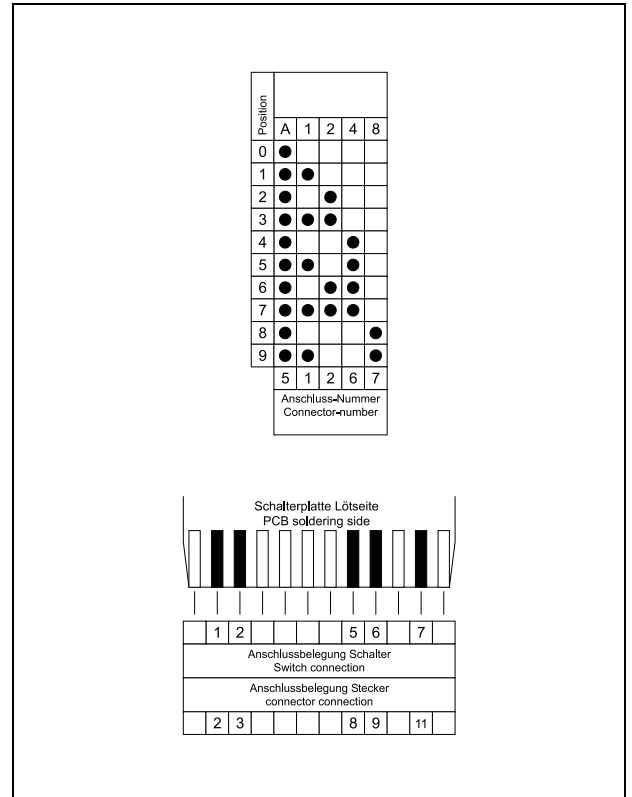 Position
A 1 2 4 8
0 ●
1 ● ●
2 ● ●
3 ● ● ●
4 ● ●
5 ● ● ●
6 ● ● ●
7 ● ● ● ●
8 ● ●
9 ● ● ●
5 1 2 6 7
Anschluss-Nummer
Connector-number
Schalterplatte Lötseite
PCB soldering side
1 2 5 6 7
Anschlussbelegung Schalter
Switch connection
Anschlussbelegung Stecker
connector connection
2 3 8 9 11